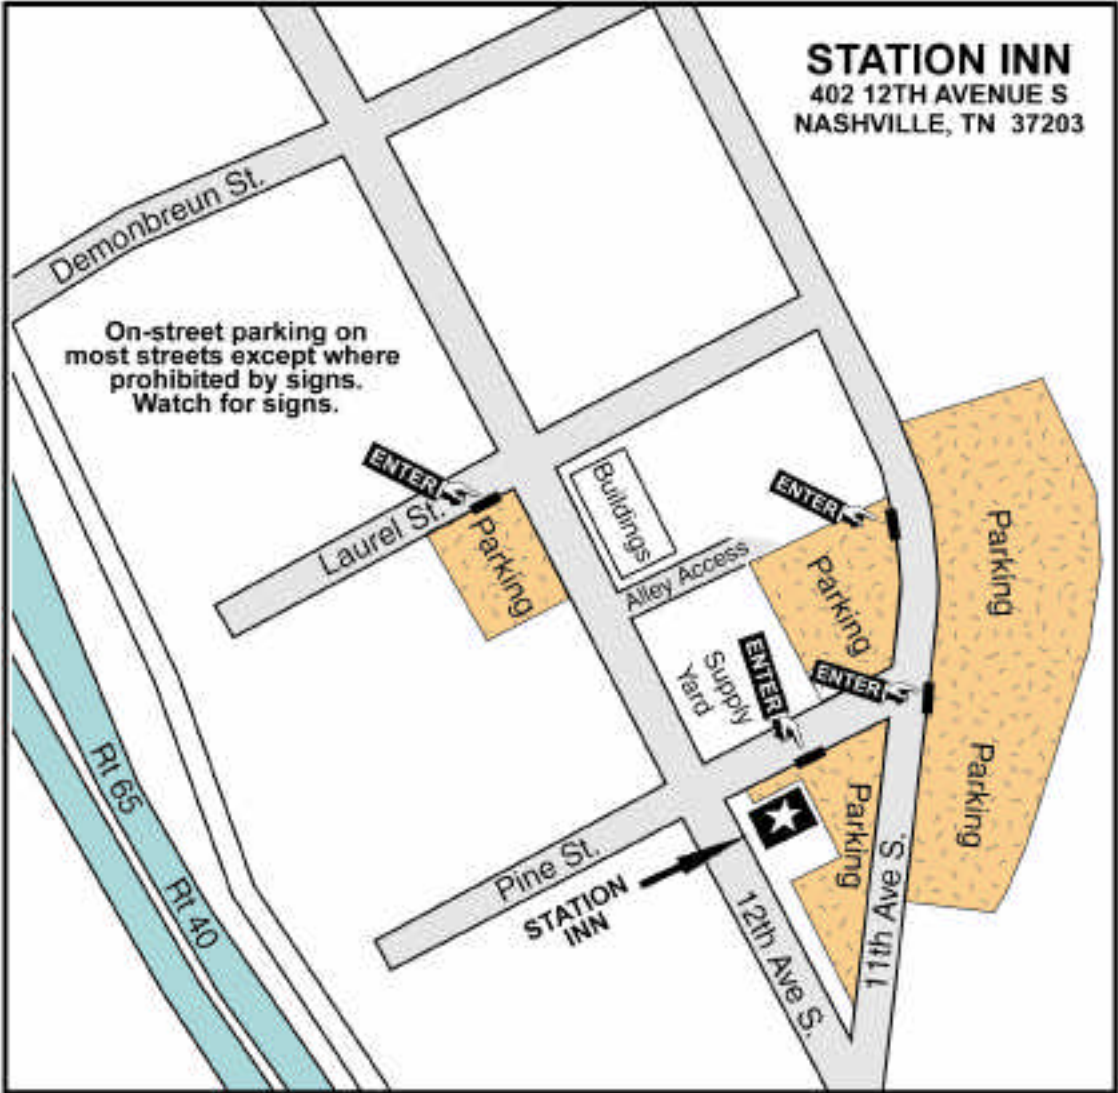 STATION INN
402 12TH AVENUE S
NASHVILLE, TN 37203
Demonbreun St.
On-street parking on
most streets except where
prohibited by signs.
Watch for signs.
ENTER
Laurel St.
Parking
Buildings
Alley Access
ENTER
Parking
Parking
Supply
Yard
ENTER
ENTER
Parking
Parking
Rt 65
Rt 40
Pine St.
STATION
INN
12th Ave S.
11th Ave S.